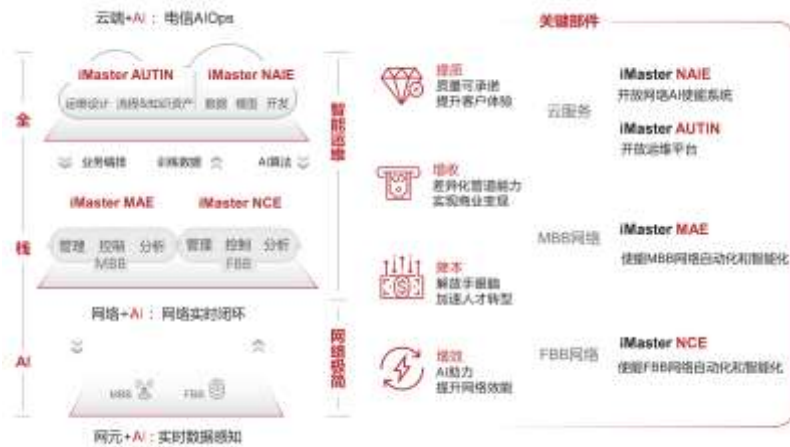 云端+AI：电信AIOps
iMaster AUTIN
iMaster NAIE
运维设计 流程&知识资产
数据 模型 开发
业务编排
训练数据
AI算法
iMaster MAE
iMaster NCE
管理 控制 分析
MBB
管理 控制 分析
FBB
网络+AI：网络实时闭环
MBB
FBB
网元+AI：实时数据感知
全
栈
AI
智能运维
网络极简
提质
质量可承诺
提升客户体验
增收
差异化管道能力
实现商业变现
降本
解放手眼脑
加速人才转型
增效
AI助力
提升网络效能
关键部件
云服务
iMaster NAIE
开放网络AI使能系统
iMaster AUTIN
开放运维平台
MBB网络
iMaster MAE
使能MBB网络自动化和智能化
FBB网络
iMaster NCE
使能FBB网络自动化和智能化